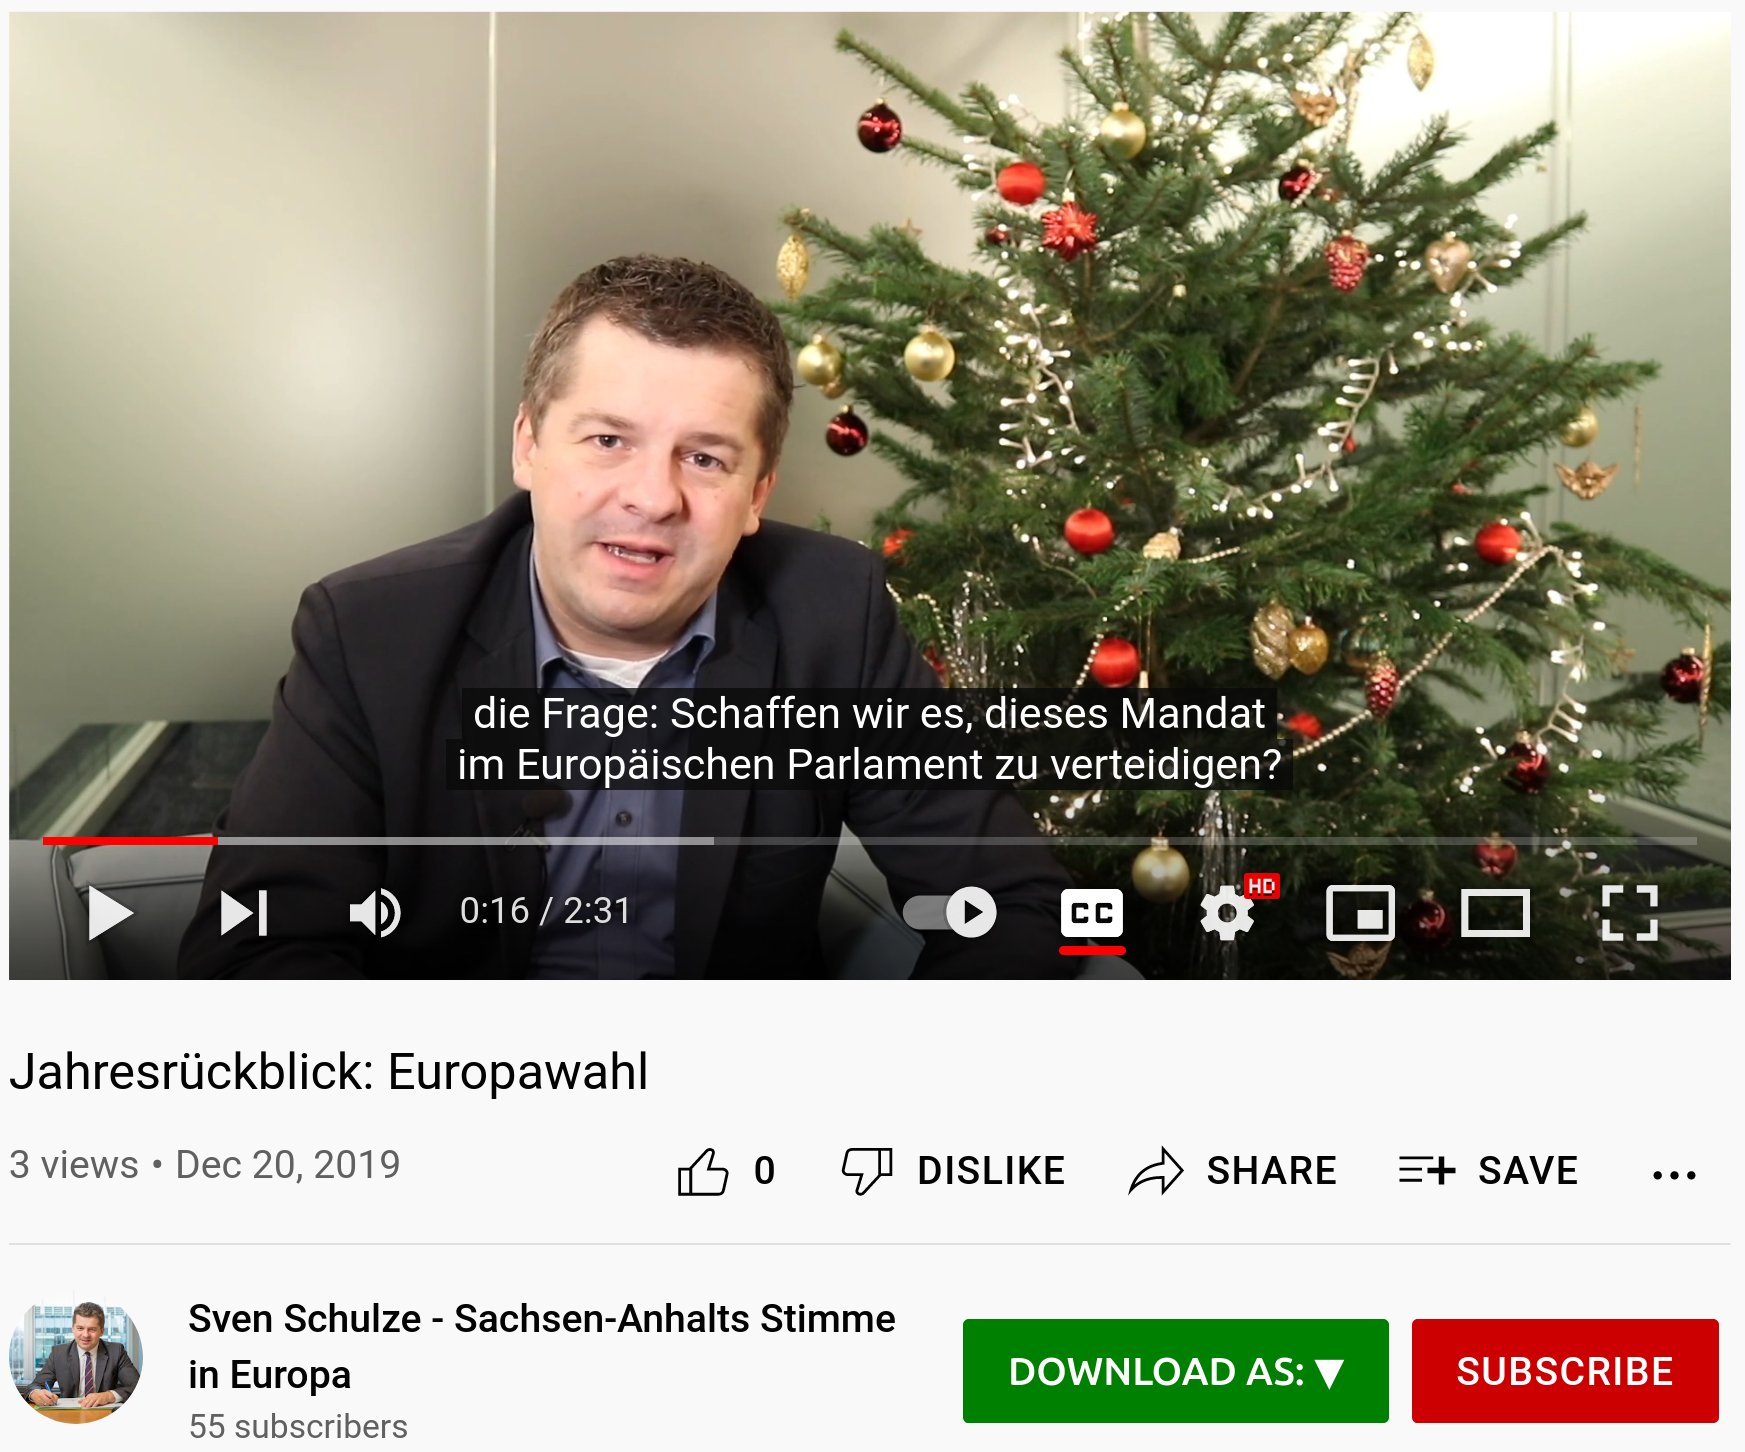 die Frage: Schaffen wir es, dieses Mandat
im Europäischen Parlament zu verteidigen?
0:16 / 2:31
CC
HD
Jahresrückblick: Europawahl
3 views • Dec 20, 2019
0
DISLIKE
SHARE
SAVE
Sven Schulze - Sachsen-Anhalts Stimme
in Europa
55 subscribers
DOWNLOAD AS: ▼
SUBSCRIBE